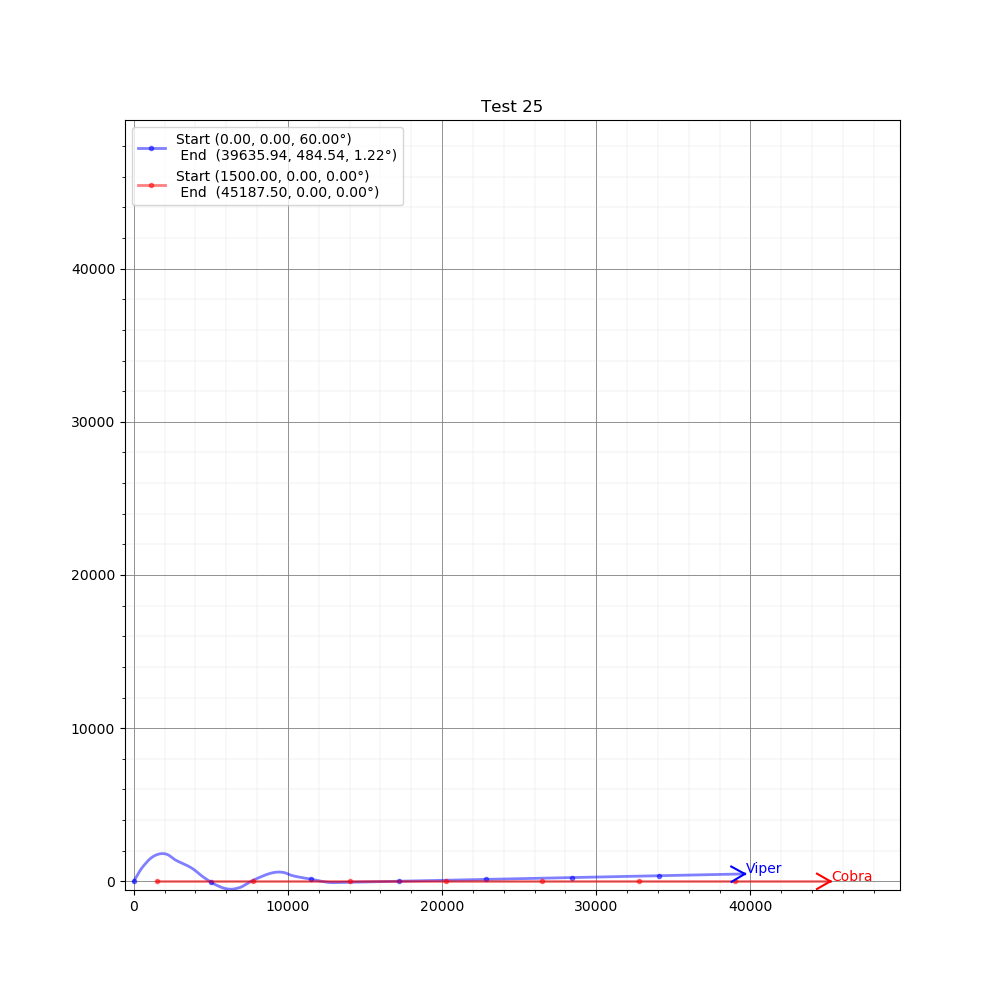 Test 25
Start (0.00, 0.00, 60.00°)
End (39635.94, 484.54, 1.22°)
Start (1500.00, 0.00, 0.00°)
End (45187.50, 0.00, 0.00°)
40000
30000
20000
10000
0
Viper
Cobra
0 10000 20000 30000 40000